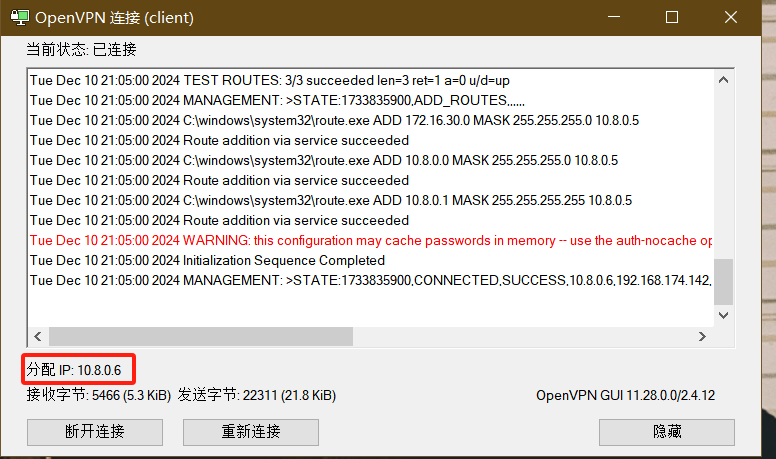 OpenVPN 连接 (client)
当前状态: 已连接
Tue Dec 10 21:05:00 2024 TEST ROUTES: 3/3 succeeded len=3 ret=1 a=0 u/d=up
Tue Dec 10 21:05:00 2024 MANAGEMENT: >STATE:1733835900,ADD_ROUTES,,,,,,
Tue Dec 10 21:05:00 2024 C:\windows\system32\route.exe ADD 172.16.30.0 MASK 255.255.255.0 10.8.0.5
Tue Dec 10 21:05:00 2024 Route addition via service succeeded
Tue Dec 10 21:05:00 2024 C:\windows\system32\route.exe ADD 10.8.0.0 MASK 255.255.255.0 10.8.0.5
Tue Dec 10 21:05:00 2024 Route addition via service succeeded
Tue Dec 10 21:05:00 2024 C:\windows\system32\route.exe ADD 10.8.0.1 MASK 255.255.255.255 10.8.0.5
Tue Dec 10 21:05:00 2024 Route addition via service succeeded
Tue Dec 10 21:05:00 2024 WARNING: this configuration may cache passwords in memory -- use the auth-nocache op
Tue Dec 10 21:05:00 2024 Initialization Sequence Completed
Tue Dec 10 21:05:00 2024 MANAGEMENT: >STATE:1733835900,CONNECTED,SUCCESS,10.8.0.6,192.168.174.142,
分配 IP: 10.8.0.6
接收字节: 5466 (5.3 KiB) 发送字节: 22311 (21.8 KiB) OpenVPN GUI 11.28.0.0/2.4.12
断开连接 重新连接 隐藏